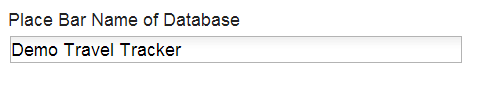 Place Bar Name of Database
Demo Travel Tracker